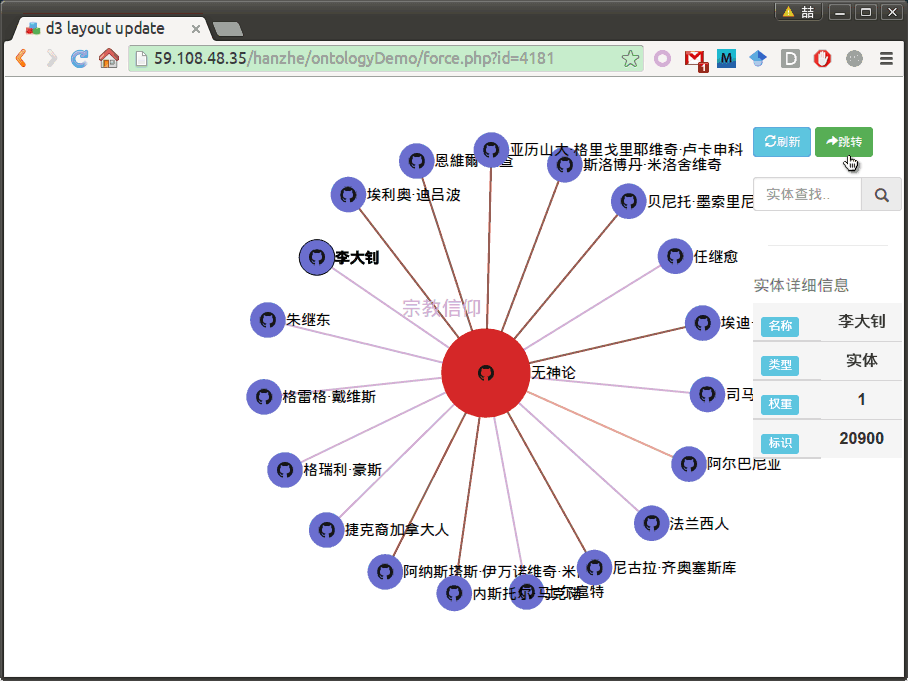 喆
d3 layout update
59.108.48.35/hanzhe/ontologyDemo/force.php?id=4181
M
1
D
刷新
跳转
实体查找..
实体详细信息
名称 李大钊
类型 实体
权重 1
标识 20900
亚历山大·格里戈里耶维奇·卢卡申科
恩維爾
斯洛博丹·米洛舍维奇
埃利奥·迪吕波
贝尼托·墨索里尼
李大钊
任继愈
宗教信仰
朱继东
埃迪
无神论
格雷格·戴维斯
司马
格瑞利·豪斯
阿尔巴尼亚
捷克裔加拿大人
法兰西人
阿纳斯塔斯·伊万诺维奇·米
尼古拉·齐奥塞斯库
内斯托尔·马克诺